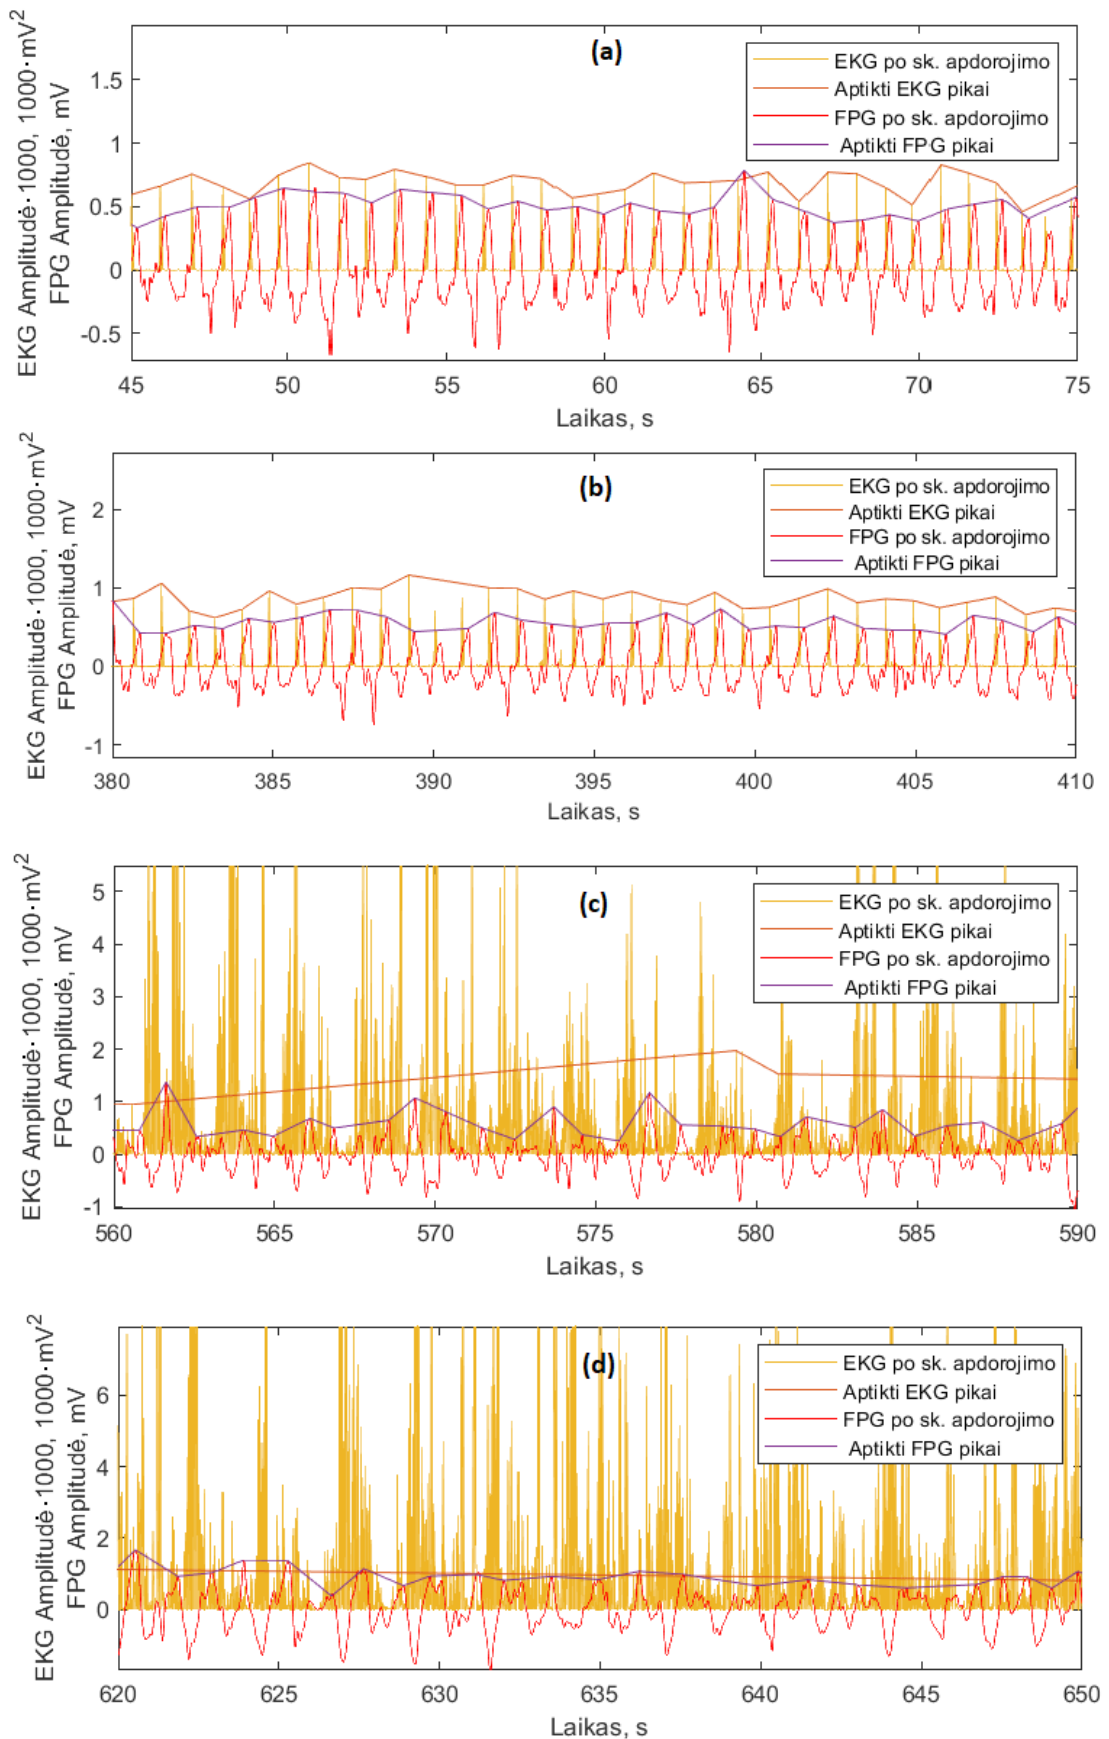 (a)
EKG Amplitudė·1000, 1000·mV²
FPG Amplitudė, mV
1.5
1
0.5
0
-0.5
EKG po sk. apdorojimo
Aptikti EKG pikai
FPG po sk. apdorojimo
Aptikti FPG pikai
45 50 55 60 65 70 75
Laikas, s
(b)
EKG Amplitudė·1000, 1000·mV²
FPG Amplitudė, mV
2
1
0
-1
EKG po sk. apdorojimo
Aptikti EKG pikai
FPG po sk. apdorojimo
Aptikti FPG pikai
380 385 390 395 400 405 410
Laikas, s
(c)
EKG Amplitudė·1000, 1000·mV²
FPG Amplitudė, mV
5
4
3
2
1
0
-1
EKG po sk. apdorojimo
Aptikti EKG pikai
FPG po sk. apdorojimo
Aptikti FPG pikai
560 565 570 575 580 585 590
Laikas, s
(d)
EKG Amplitudė·1000, 1000·mV²
FPG Amplitudė, mV
6
4
2
0
EKG po sk. apdorojimo
Aptikti EKG pikai
FPG po sk. apdorojimo
Aptikti FPG pikai
620 625 630 635 640 645 650
Laikas, s